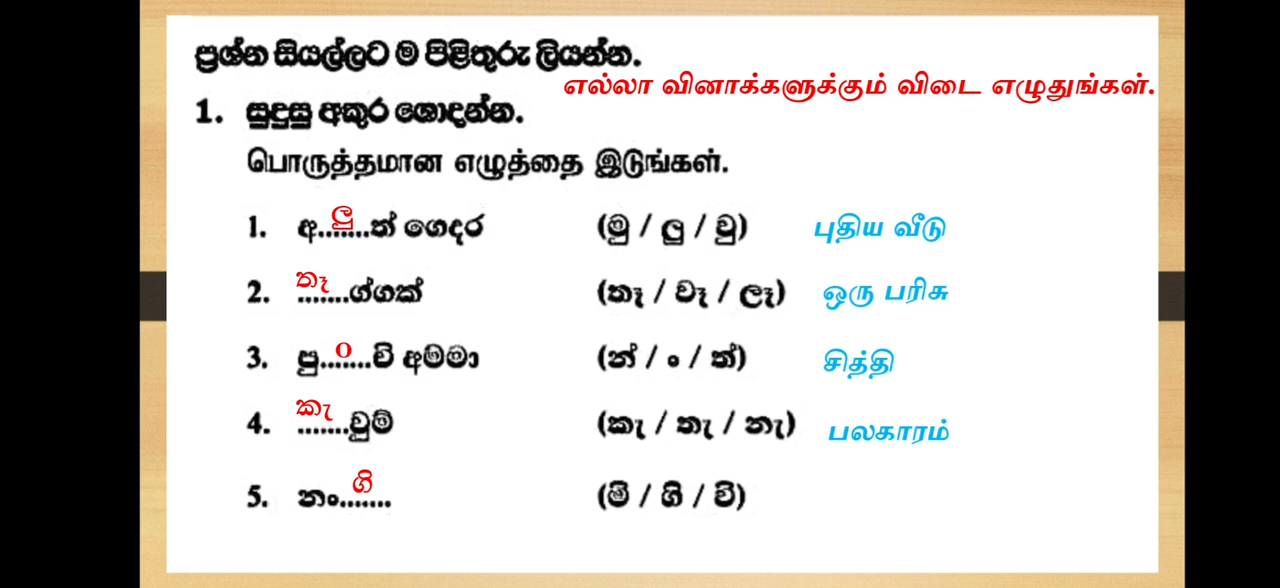 ප්‍රශ්න සියල්ලට ම පිළිතුරු ලියන්න.
எல்லா வினாக்களுக்கும் விடை எழுதுங்கள்.
1. සුදුසු අකුර යොදන්න.
பொருத்தமான எழுத்தை இடுங்கள்.
1. අ...ලු...ත් ගෙදර (මු / ලු / වු) புதிய வீடு
2. තෑ.......ග්ගක් (තෑ / වෑ / ලෑ) ஒரு பரிசு
3. පු...ං...චි අම්මා (න් / ං / ත්) சித்தி
4. කැ.......වුම් (කැ / තැ / නැ) பலகாரம்
5. නං...ගි.... (මි / ගි / වි)